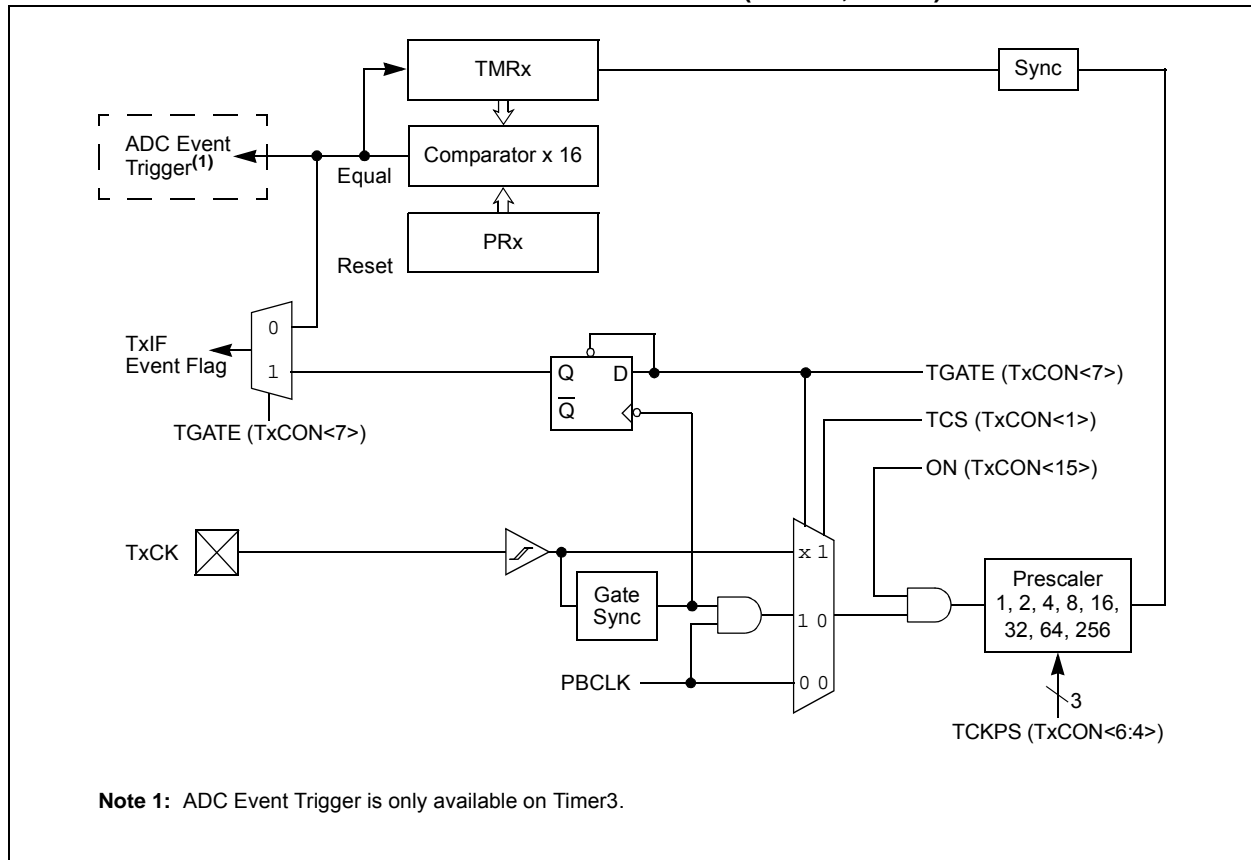 TMRx
Sync
ADC Event
Trigger(1)
Comparator x 16
Equal
PRx
Reset
0
TxIF
Event Flag
1
Q D
Q
TGATE (TxCON<7>)
TGATE (TxCON<7>)
TCS (TxCON<1>)
ON (TxCON<15>)
TxCK
x 1
Gate
Sync
1 0
Prescaler
1, 2, 4, 8, 16,
32, 64, 256
PBCLK
0 0
3
TCKPS (TxCON<6:4>)
Note 1: ADC Event Trigger is only available on Timer3.